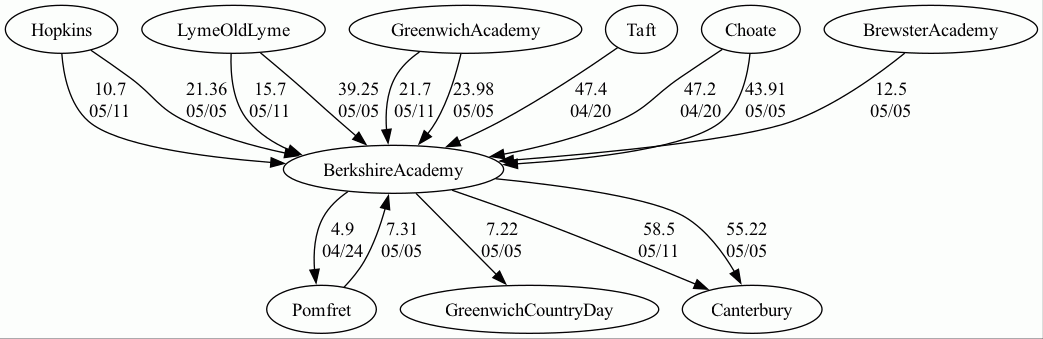 Hopkins LymeOldLyme GreenwichAcademy Taft Choate BrewsterAcademy
10.7 21.36 15.7 39.25 21.7 23.98 47.4 47.2 43.91 12.5
05/11 05/05 05/11 05/05 05/11 05/05 04/20 04/20 05/05 05/05
BerkshireAcademy
4.9 7.31 7.22 58.5 55.22
04/24 05/05 05/05 05/11 05/05
Pomfret GreenwichCountryDay Canterbury